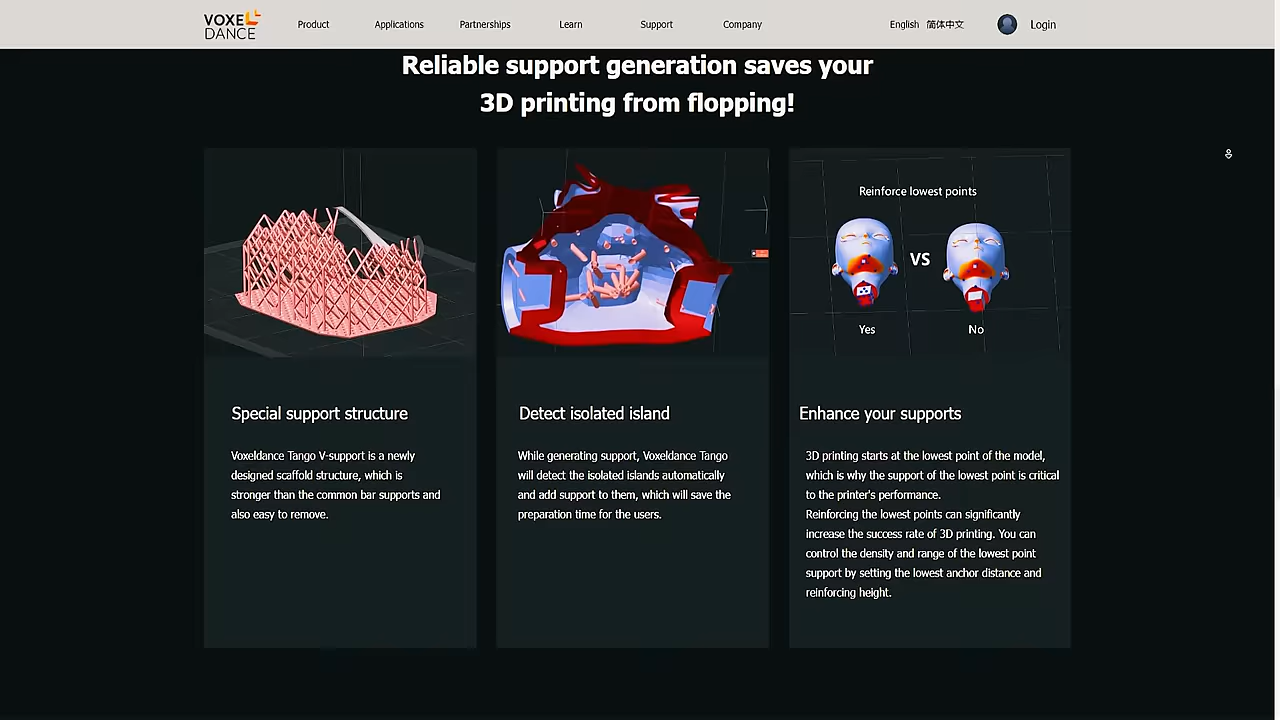 VOXEL
DANCE
Product
Applications
Partnerships
Learn
Support
Company
English
简体中文
Login
Reliable support generation saves your
3D printing from flopping!
Reinforce lowest points
VS
Yes
No
Special support structure
Voxeldance Tango V-support is a newly
designed scaffold structure, which is
stronger than the common bar supports and
also easy to remove.
Detect isolated island
While generating support, Voxeldance Tango
will detect the isolated islands automatically
and add support to them, which will save the
preparation time for the users.
Enhance your supports
3D printing starts at the lowest point of the model,
which is why the support of the lowest point is critical
to the printer's performance.
Reinforcing the lowest points can significantly
increase the success rate of 3D printing. You can
control the density and range of the lowest point
support by setting the lowest anchor distance and
reinforcing height.